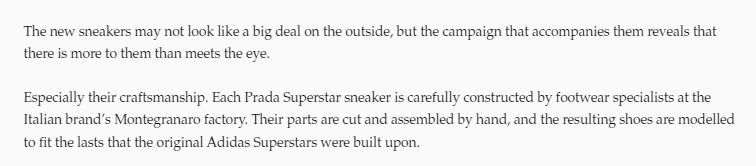 The new sneakers may not look like a big deal on the outside, but the campaign that accompanies them reveals that
there is more to them than meets the eye.
Especially their craftsmanship. Each Prada Superstar sneaker is carefully constructed by footwear specialists at the
Italian brand’s Montegranaro factory. Their parts are cut and assembled by hand, and the resulting shoes are modelled
to fit the lasts that the original Adidas Superstars were built upon.